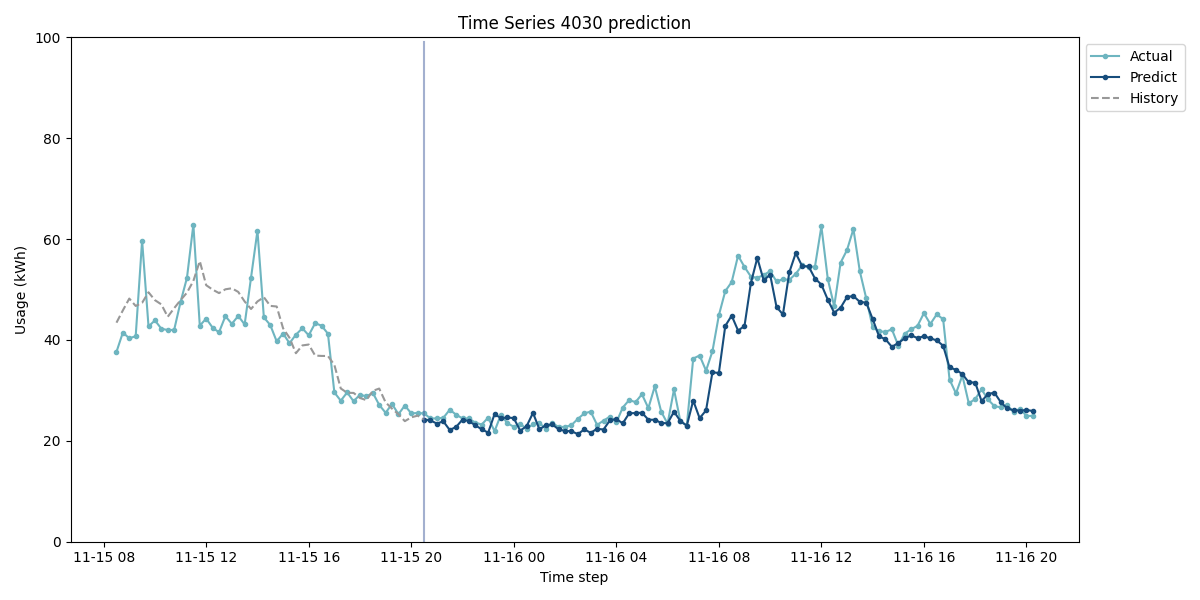 Time Series 4030 prediction
Usage (kWh)
100
80
60
40
20
0
11-15 08
11-15 12
11-15 16
11-15 20
11-16 00
11-16 04
11-16 08
11-16 12
11-16 16
11-16 20
Time step
Actual
Predict
History